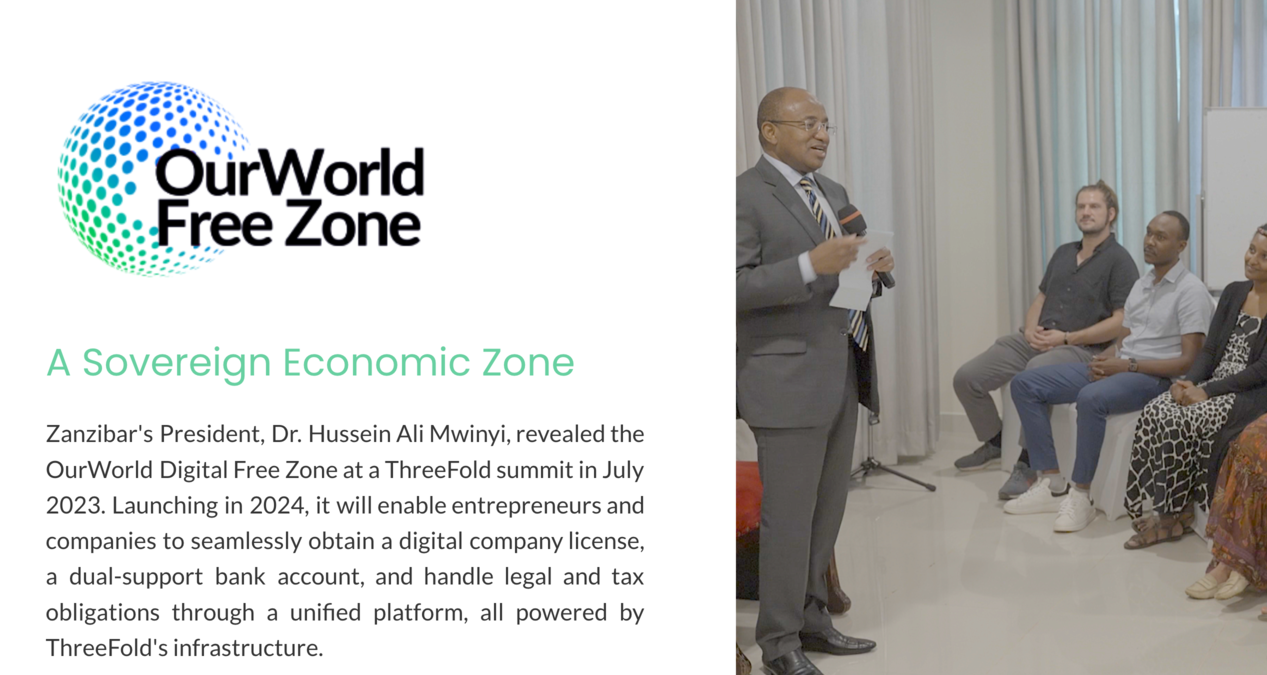 OurWorld
Free Zone
A Sovereign Economic Zone
Zanzibar's President, Dr. Hussein Ali Mwinyi, revealed the
OurWorld Digital Free Zone at a ThreeFold summit in July
2023. Launching in 2024, it will enable entrepreneurs and
companies to seamlessly obtain a digital company license,
a dual-support bank account, and handle legal and tax
obligations through a unified platform, all powered by
ThreeFold's infrastructure.